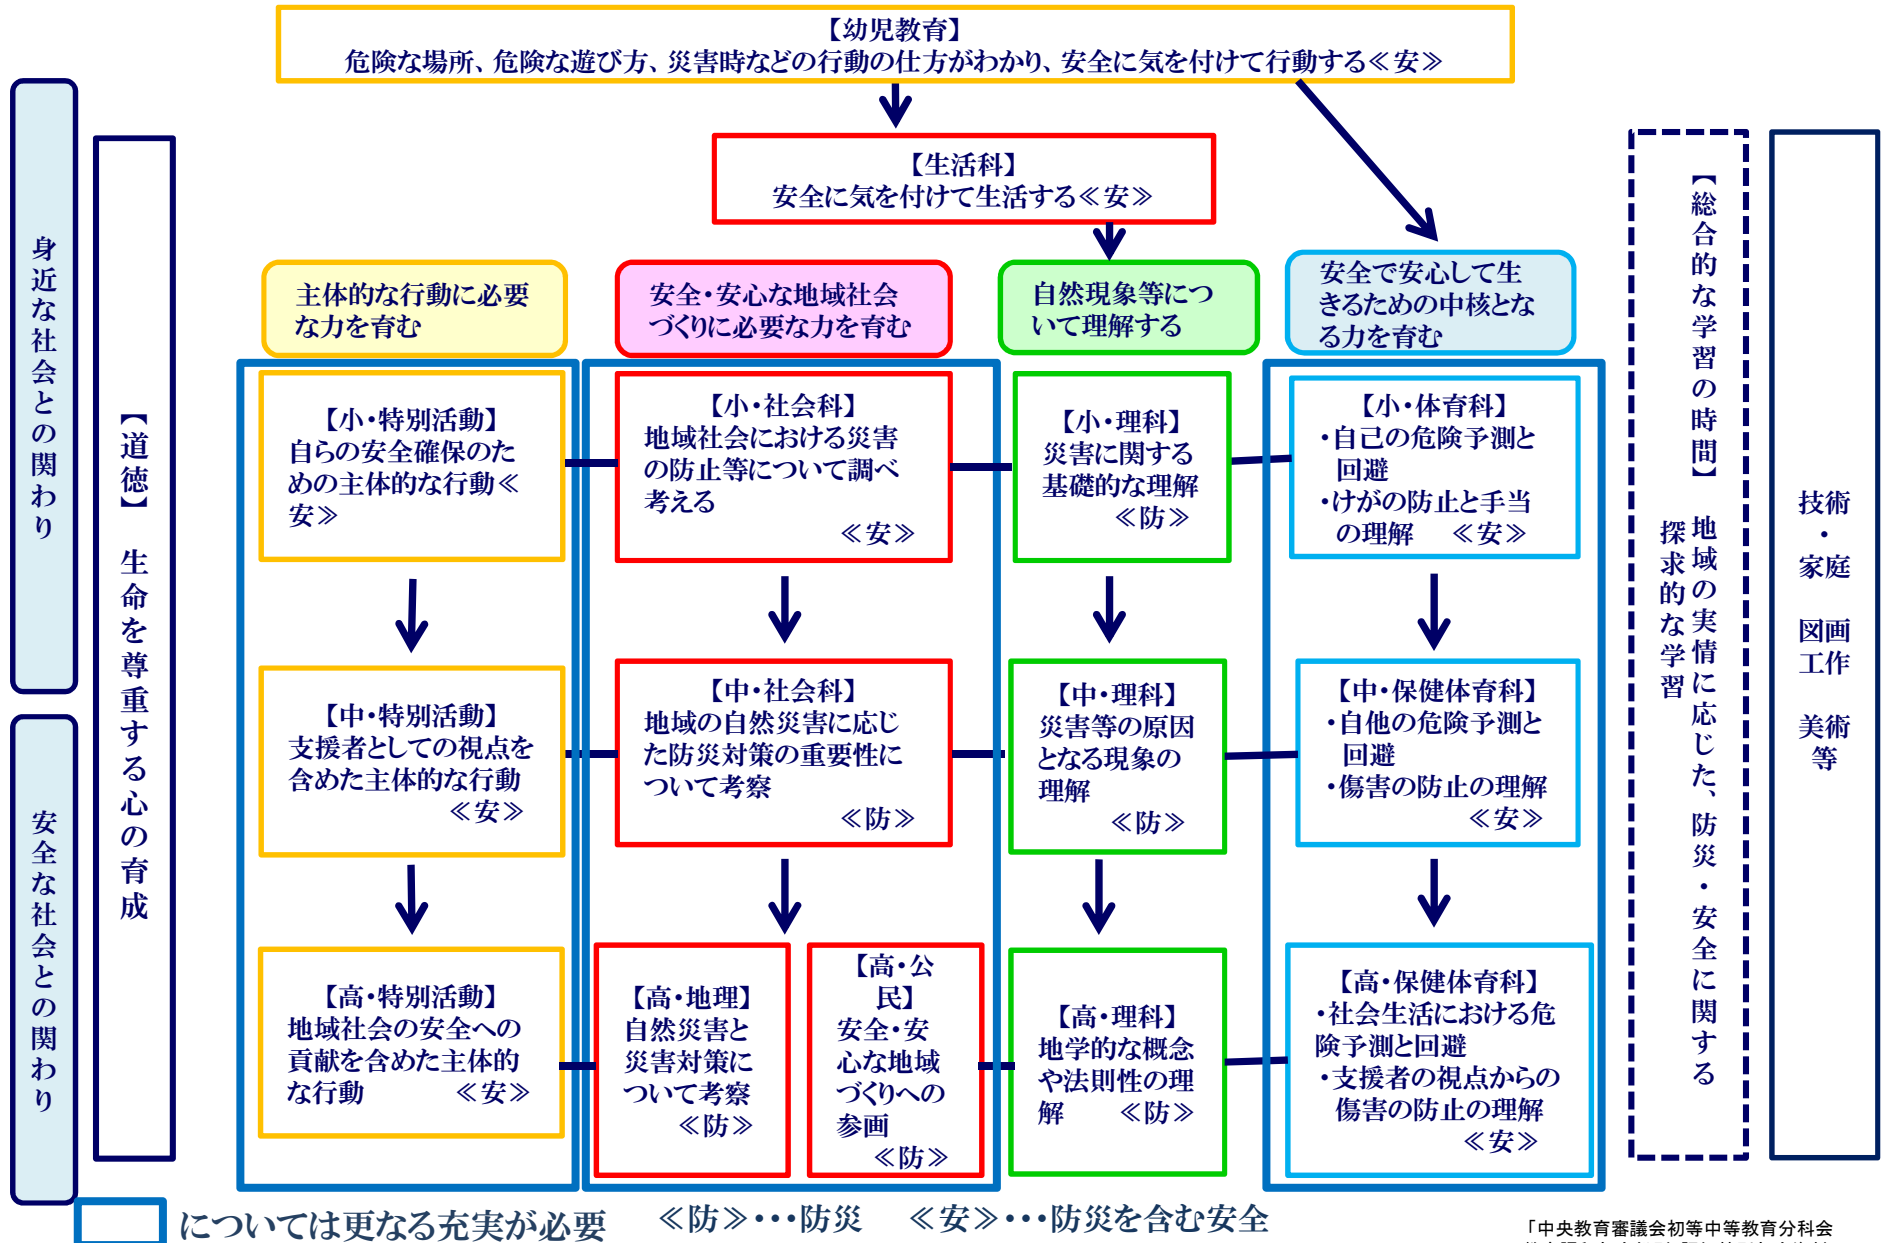 【幼児教育】
危険な場所、危険な遊び方、災害時などの行動の仕方がわかり、安全に気を付けて行動する≪安≫
【生活科】
安全に気を付けて生活する≪安≫
身近な社会との関わり
安全な社会との関わり
【道徳】 生命を尊重する心の育成
主体的な行動に必要
な力を育む
安全・安心な地域社会
づくりに必要な力を育む
自然現象等につ
いて理解する
安全で安心して生
きるための中核とな
る力を育む
【小・特別活動】
自らの安全確保のた
めの主体的な行動≪
安≫
【小・社会科】
地域社会における災害
の防止等について調べ
考える
≪安≫
【小・理科】
災害に関する
基礎的な理解
≪防≫
【小・体育科】
・自己の危険予測と
回避
・けがの防止と手当
の理解 ≪安≫
【中・特別活動】
支援者としての視点を
含めた主体的な行動
≪安≫
【中・社会科】
地域の自然災害に応じ
た防災対策の重要性に
ついて考察
≪防≫
【中・理科】
災害等の原因
となる現象の
理解
≪防≫
【中・保健体育科】
・自他の危険予測と
回避
・傷害の防止の理解
≪安≫
【高・特別活動】
地域社会の安全への
貢献を含めた主体的
な行動 ≪安≫
【高・地理】
自然災害と
災害対策に
ついて考察
≪防≫
【高・公
民】
安全・安
心な地域
づくりへの
参画
≪防≫
【高・理科】
地学的な概念
や法則性の理
解 ≪防≫
【高・保健体育科】
・社会生活における危
険予測と回避
・支援者の視点からの
傷害の防止の理解
≪安≫
【総合的な学習の時間】 地域の実情に応じた、防災・安全に関する
探求的な学習
技術
・
家庭
図画
工作
美術
等
については更なる充実が必要 ≪防≫・・・防災 ≪安≫・・・防災を含む安全
「中央教育審議会初等中等教育分科会